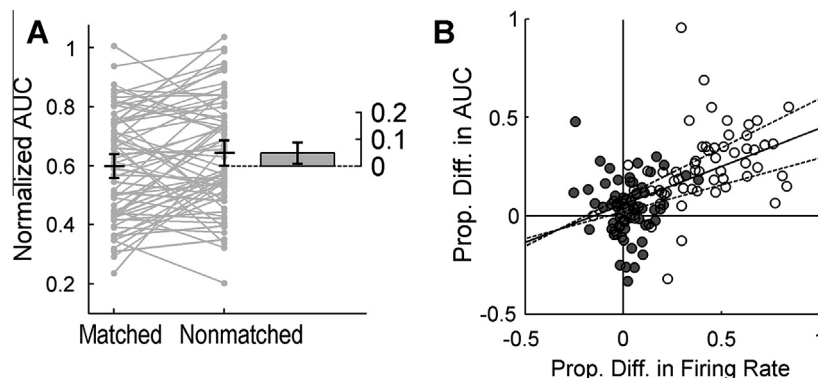 A
Normalized AUC
1
0.8
0.6
0.4
0.2
Matched Nonmatched
0.2
0.1
0
B
Prop. Diff. in AUC
1
0.5
0
-0.5
-0.5 0 0.5 1
Prop. Diff. in Firing Rate